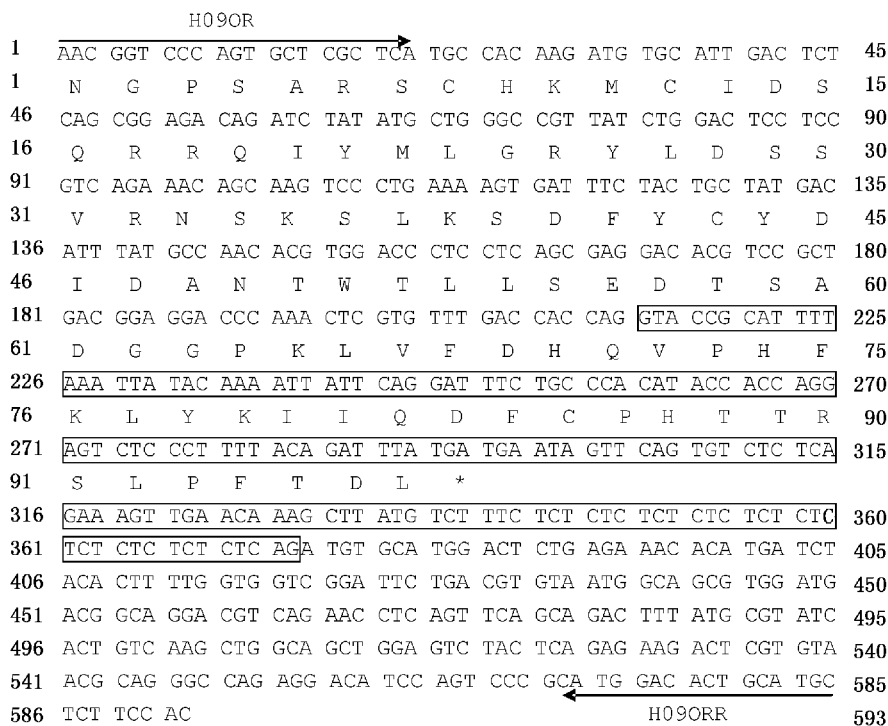 H09OR
1 AAC GGT CCC AGT GCT CGC TCA TGC CAC AAG ATG TGC ATT GAC TCT 45
1 N G P S A R S C H K M C I D S 15
46 CAG CGG AGA CAG ATC TAT ATG CTG GGC CGT TAT CTG GAC TCC TCC 90
16 Q R R Q I Y M L G R Y L D S S 30
91 GTC AGA AAC AGC AAG TCC CTG AAA AGT GAT TTC TAC TGC TAT GAC 135
31 V R N S K S L K S D F Y C Y D 45
136 ATT TAT GCC AAC ACG TGG ACC CTC CTC AGC GAG GAC ACG TCC GCT 180
46 I D A N T W T L L S E D T S A 60
181 GAC GGA GGA CCC AAA CTC GTG TTT GAC CAC CAG GTA CCG CAT TTT 225
61 D G G P K L V F D H Q V P H F 75
226 AAA TTA TAC AAA ATT ATT CAG GAT TTC TGC CCA CAT ACC ACC AGG 270
76 K L Y K I I Q D F C P H T T R 90
271 AGT CTC CCT TTT ACA GAT TTA TGA TGA ATA GTT CAG TGT CTC TCA 315
91 S L P F T D L *
316 GAA AGT TGA ACA AAG CTT ATG TCT TTC TCT CTC TCT CTC TCT CTC 360
361 TCT CTC TCT CTC AGA TGT GCA TGG ACT CTG AGA AAC ACA TGA TCT 405
406 ACA CTT TTG GTG GTC GGA TTC TGA CGT GTA ATG GCA GCG TGG ATG 450
451 ACG GCA GGA CGT CAG AAC CTC AGT TCA GCA GAC TTT ATG CGT ATC 495
496 ACT GTC AAG CTG GCA GCT GGA GTC TAC TCA GAG AAG ACT CGT GTA 540
541 ACG CAG GGC CAG AGG ACA TCC AGT CCC GCA TGG ACA CTG CAT GC 585
586 TCT TCC AC 593
H09ORR